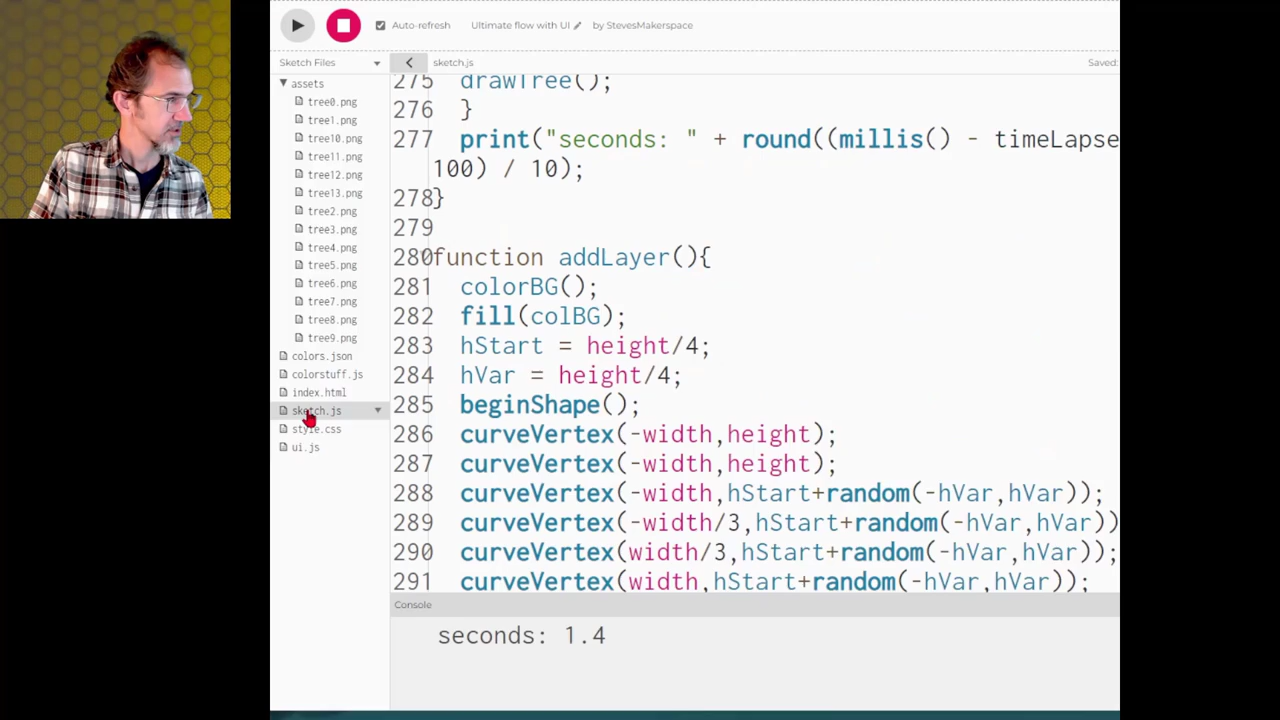 Auto-refresh
Ultimate flow with UI
by StevesMakerspace
Sketch Files
sketch.js
Saved:
assets
tree0.png
tree1.png
tree10.png
tree11.png
tree12.png
tree13.png
tree2.png
tree3.png
tree4.png
tree5.png
tree6.png
tree7.png
tree8.png
tree9.png
colors.json
colorstuff.js
index.html
sketch.js
style.css
ui.js
275 drawTree();
276 }
277 print("seconds: " + round((millis() - timeLapse
100) / 10);
278 }
279
280 function addLayer(){
281 colorBG();
282 fill(colBG);
283 hStart = height/4;
284 hVar = height/4;
285 beginShape();
286 curveVertex(-width,height);
287 curveVertex(-width,height);
288 curveVertex(-width,hStart+random(-hVar,hVar));
289 curveVertex(-width/3,hStart+random(-hVar,hVar))
290 curveVertex(width/3,hStart+random(-hVar,hVar));
291 curveVertex(width,hStart+random(-hVar,hVar));
Console
seconds: 1.4